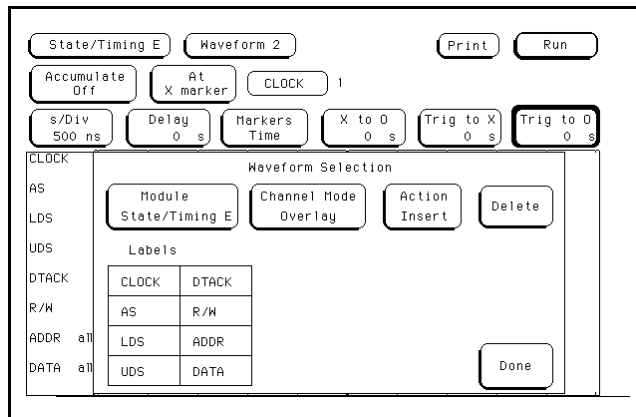 State/Timing E Waveform 2 Print Run
Accumulate Off At X marker CLOCK 1
s/Div 500 ns Delay 0 s Markers Time X to O 0 s Trig to X 0 s Trig to O 0 s
CLOCK
AS
LDS
UDS
DTACK
R/W
ADDR all
DATA all
Waveform Selection
Module State/Timing E Channel Mode Overlay Action Insert Delete
Labels
CLOCK DTACK
AS R/W
LDS ADDR
UDS DATA
Done